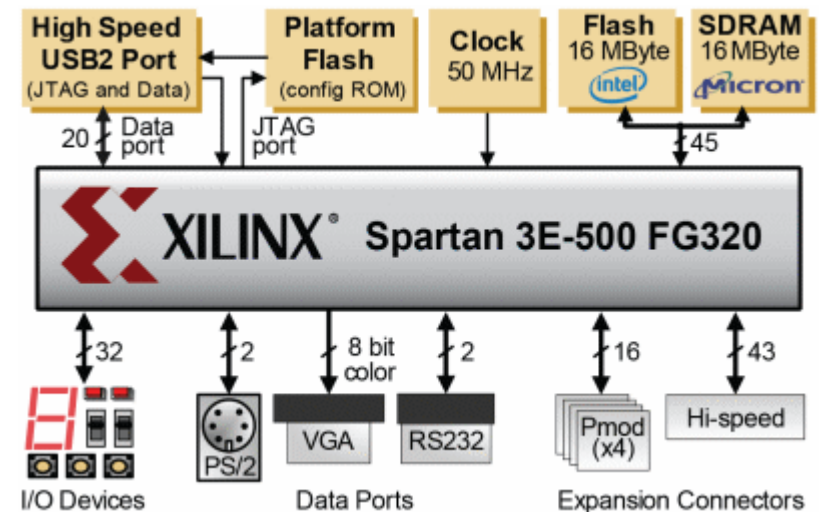 High Speed
USB2 Port
(JTAG and Data)
Platform
Flash
(config ROM)
Clock
50 MHz
Flash
16 MByte
intel
SDRAM
16 MByte
Micron
20
Data
port
JTAG
port
45
XILINX® Spartan 3E-500 FG320
32
2
8 bit
color
2
16
43
PS/2
VGA
RS232
Pmod
(x4)
Hi-speed
I/O Devices
Data Ports
Expansion Connectors